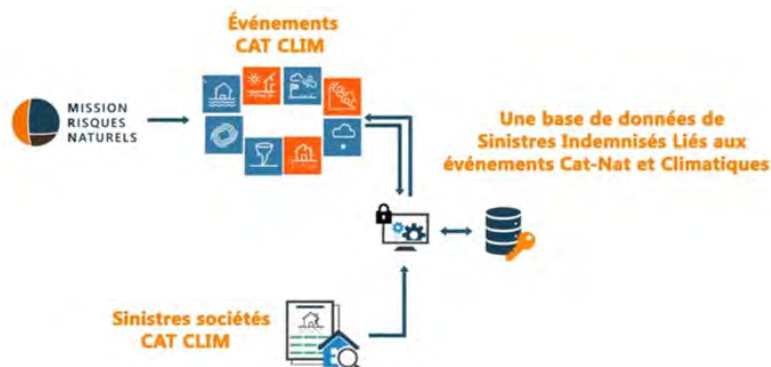 Événements
CAT CLIM
MISSION
RISQUES
NATURELS
Une base de données de
Sinistres Indemnisés Liés aux
événements Cat-Nat et Climatiques
Sinistres sociétés
CAT CLIM